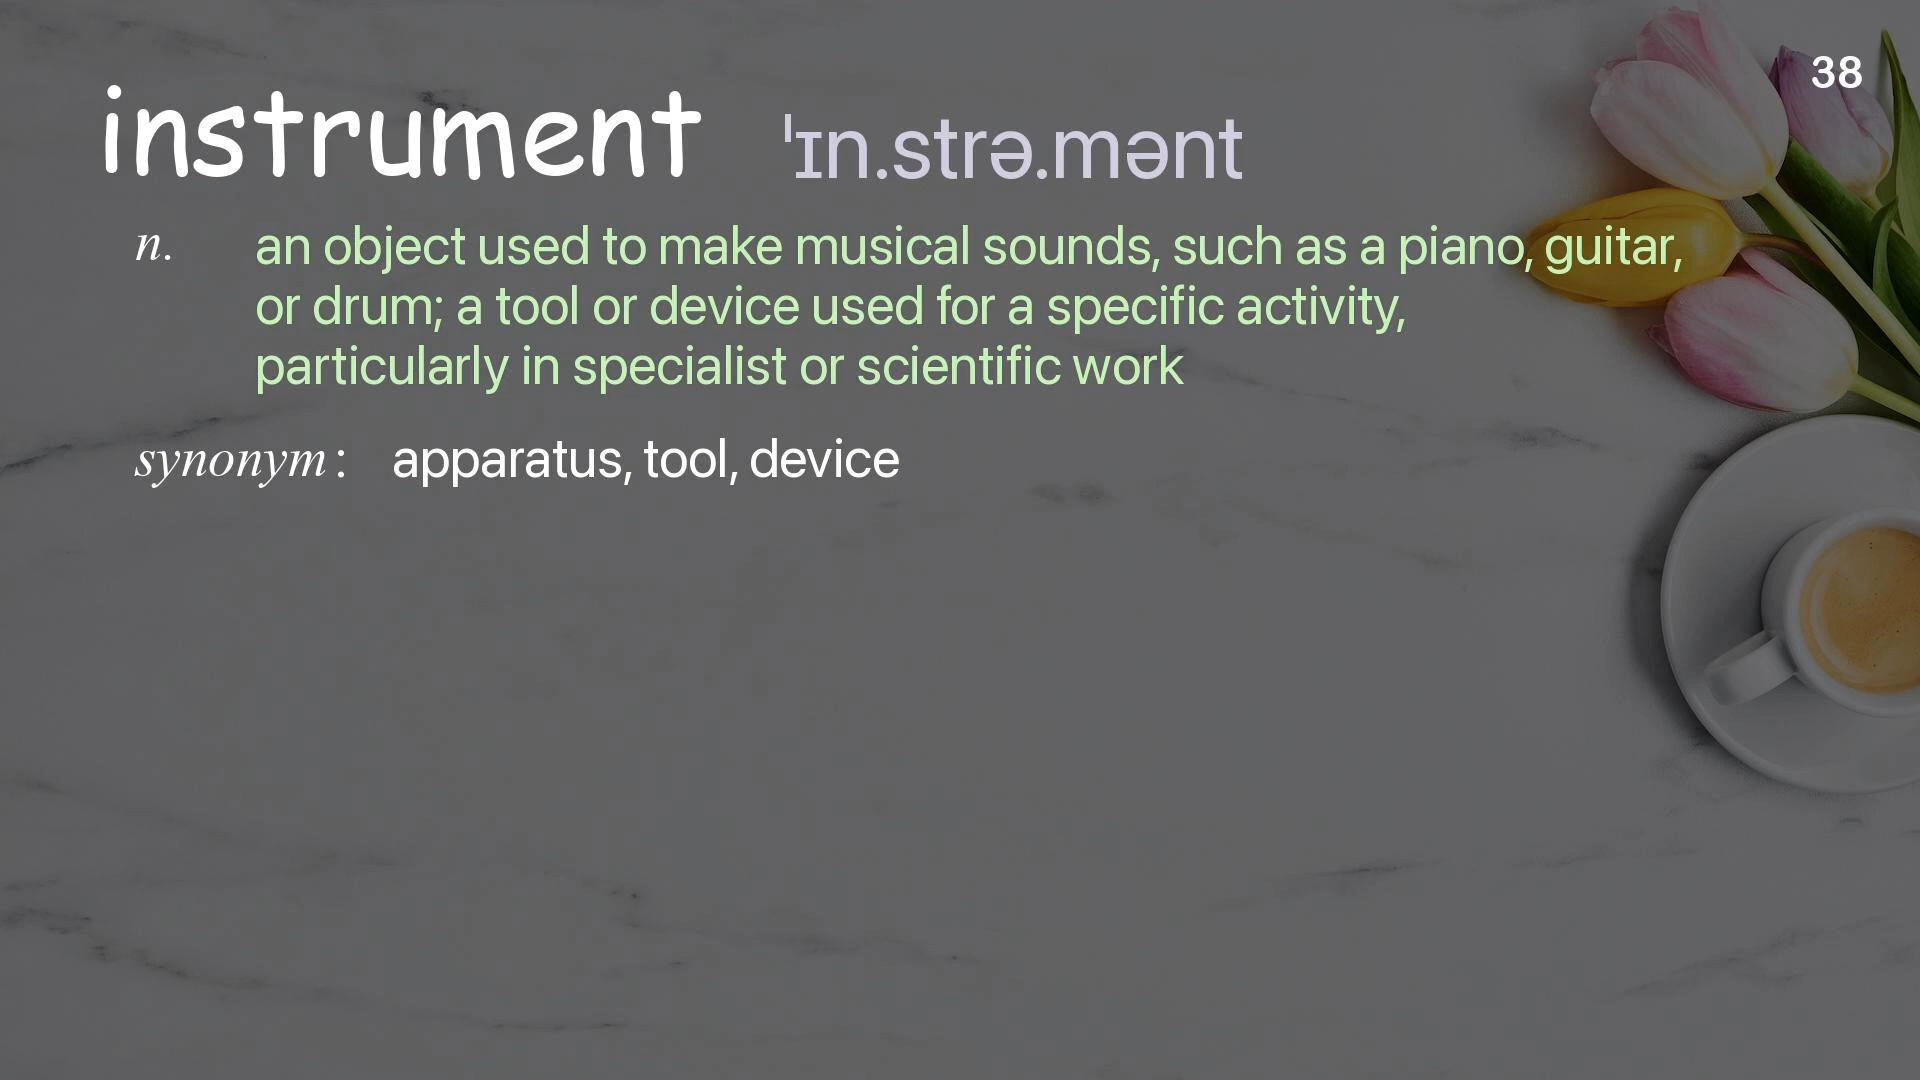 38
instrument ˈɪn.strə.mənt
n. an object used to make musical sounds, such as a piano, guitar,
or drum; a tool or device used for a specific activity,
particularly in specialist or scientific work
synonym: apparatus, tool, device